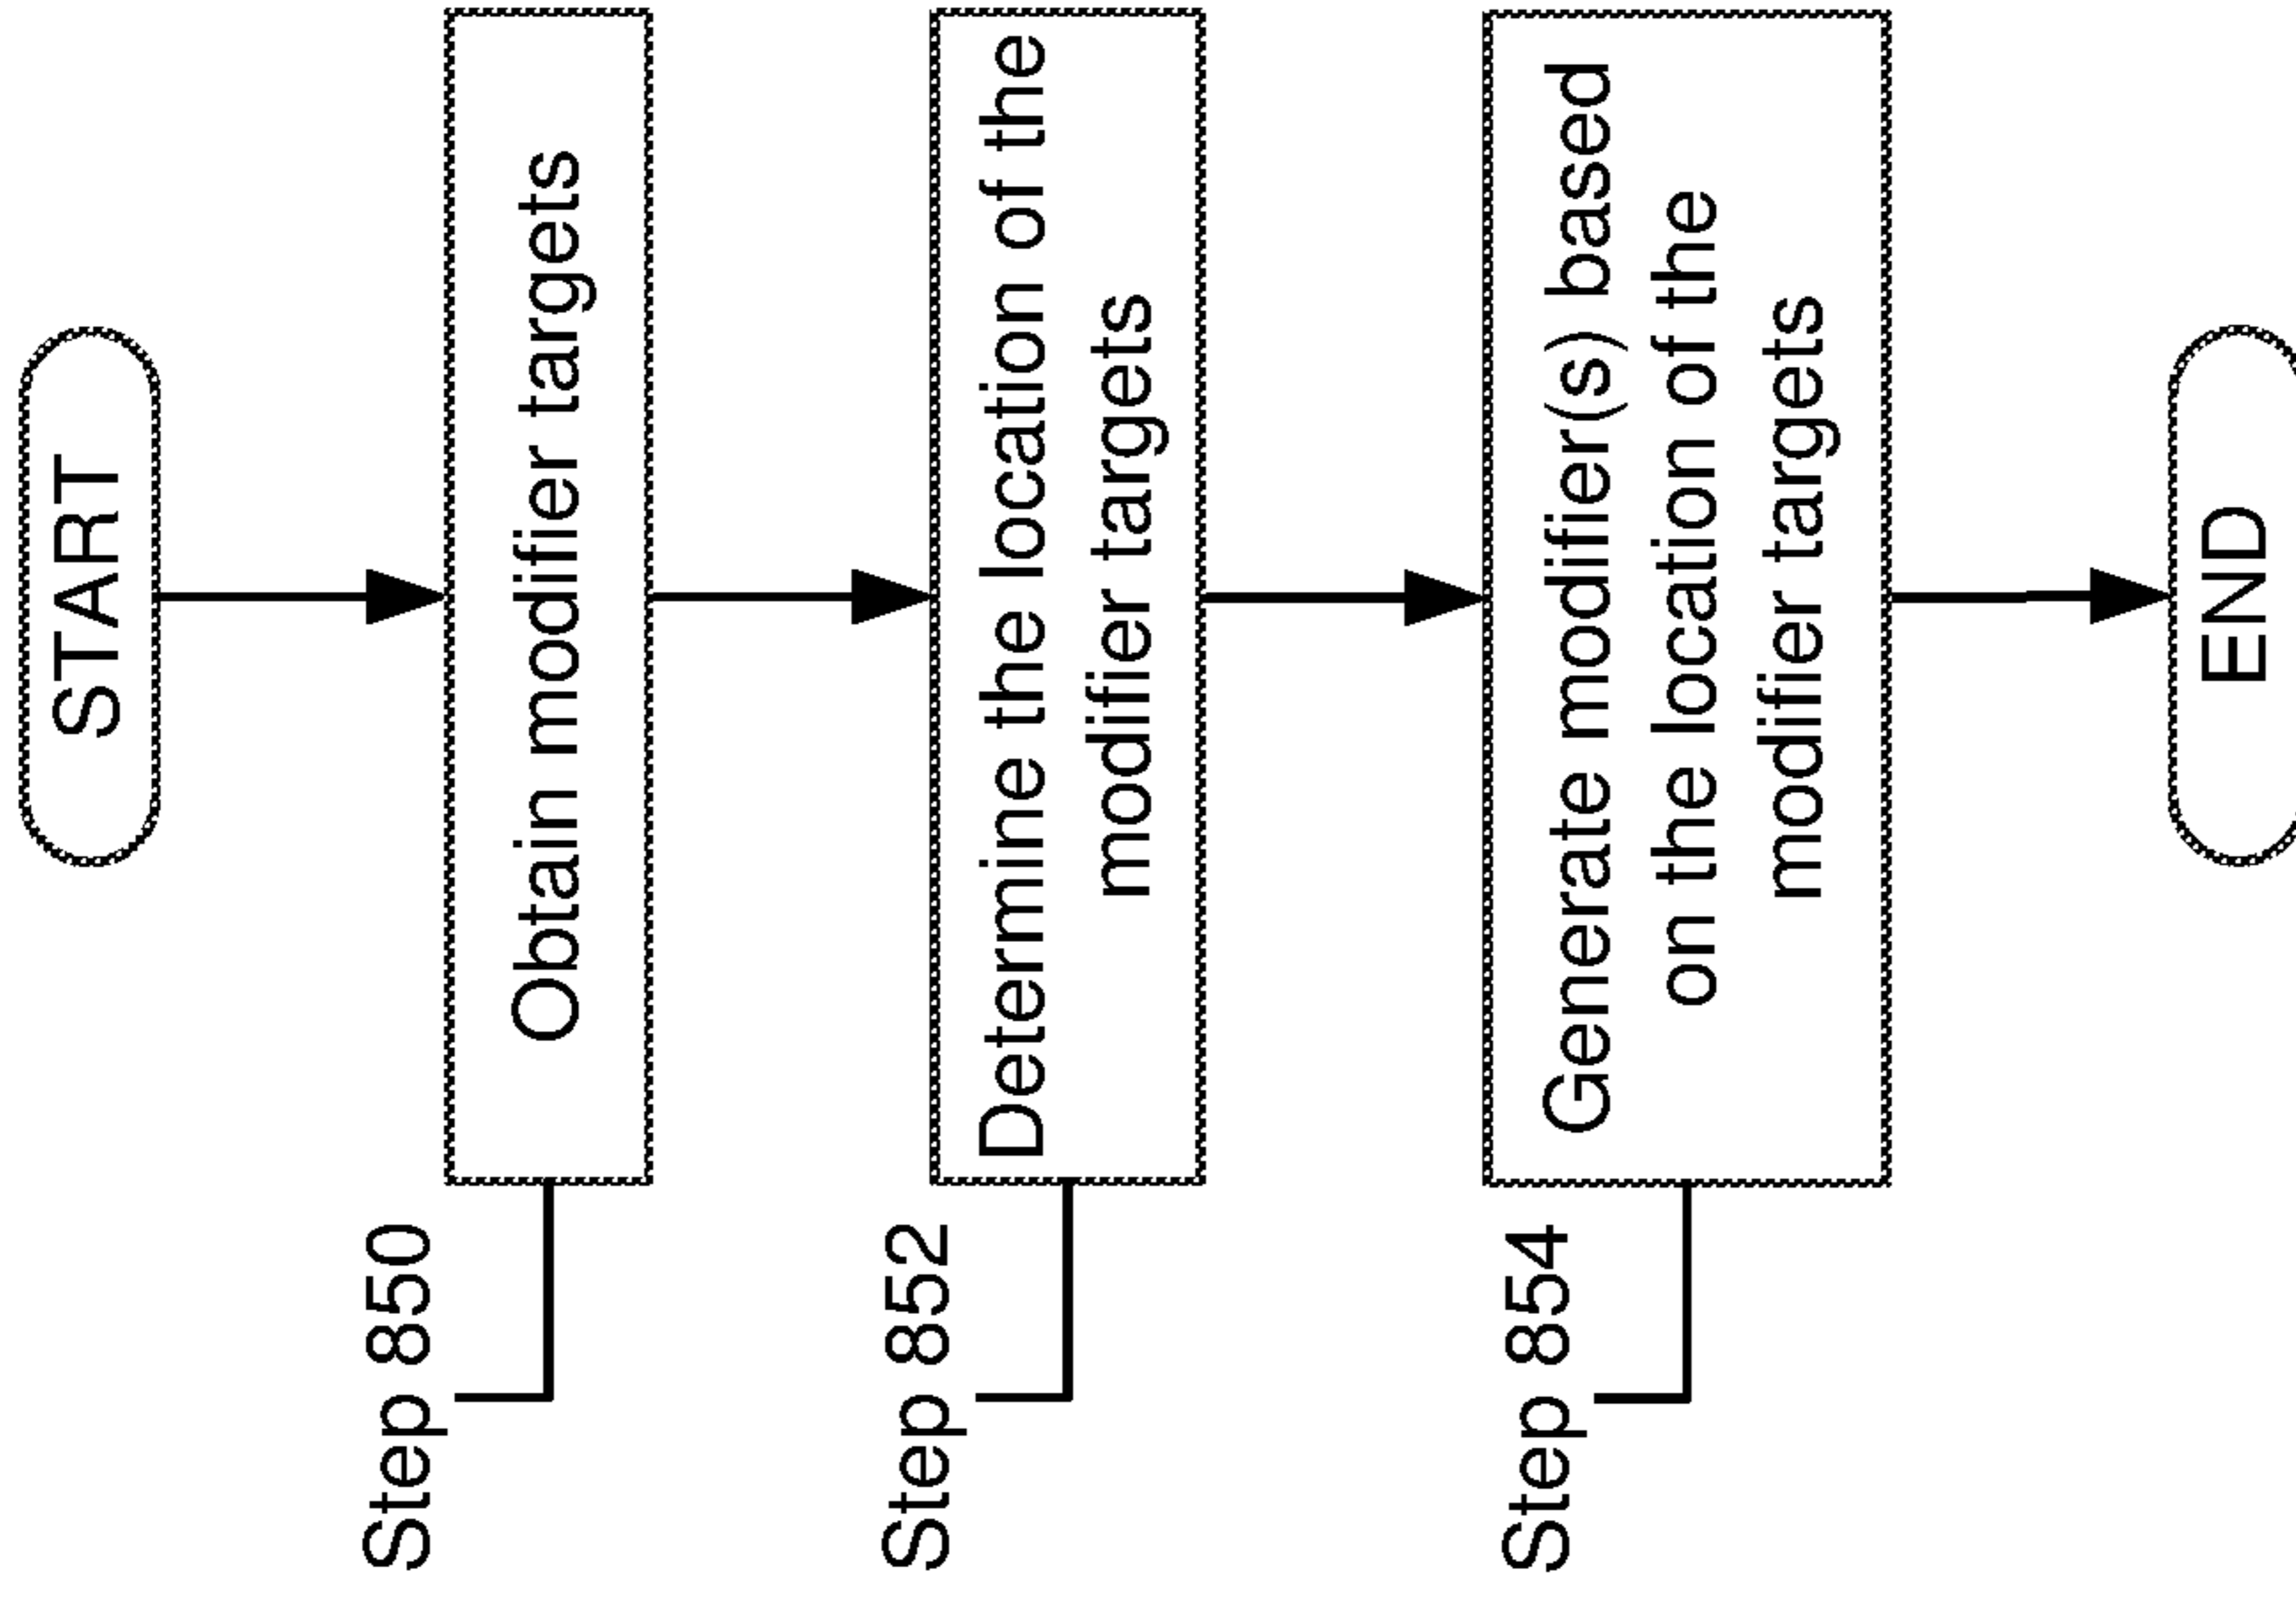 START
Step 850
Obtain modifier targets
Step 852
Determine the location of the
modifier targets
Step 854
Generate modifier(s) based
on the location of the
modifier targets
END